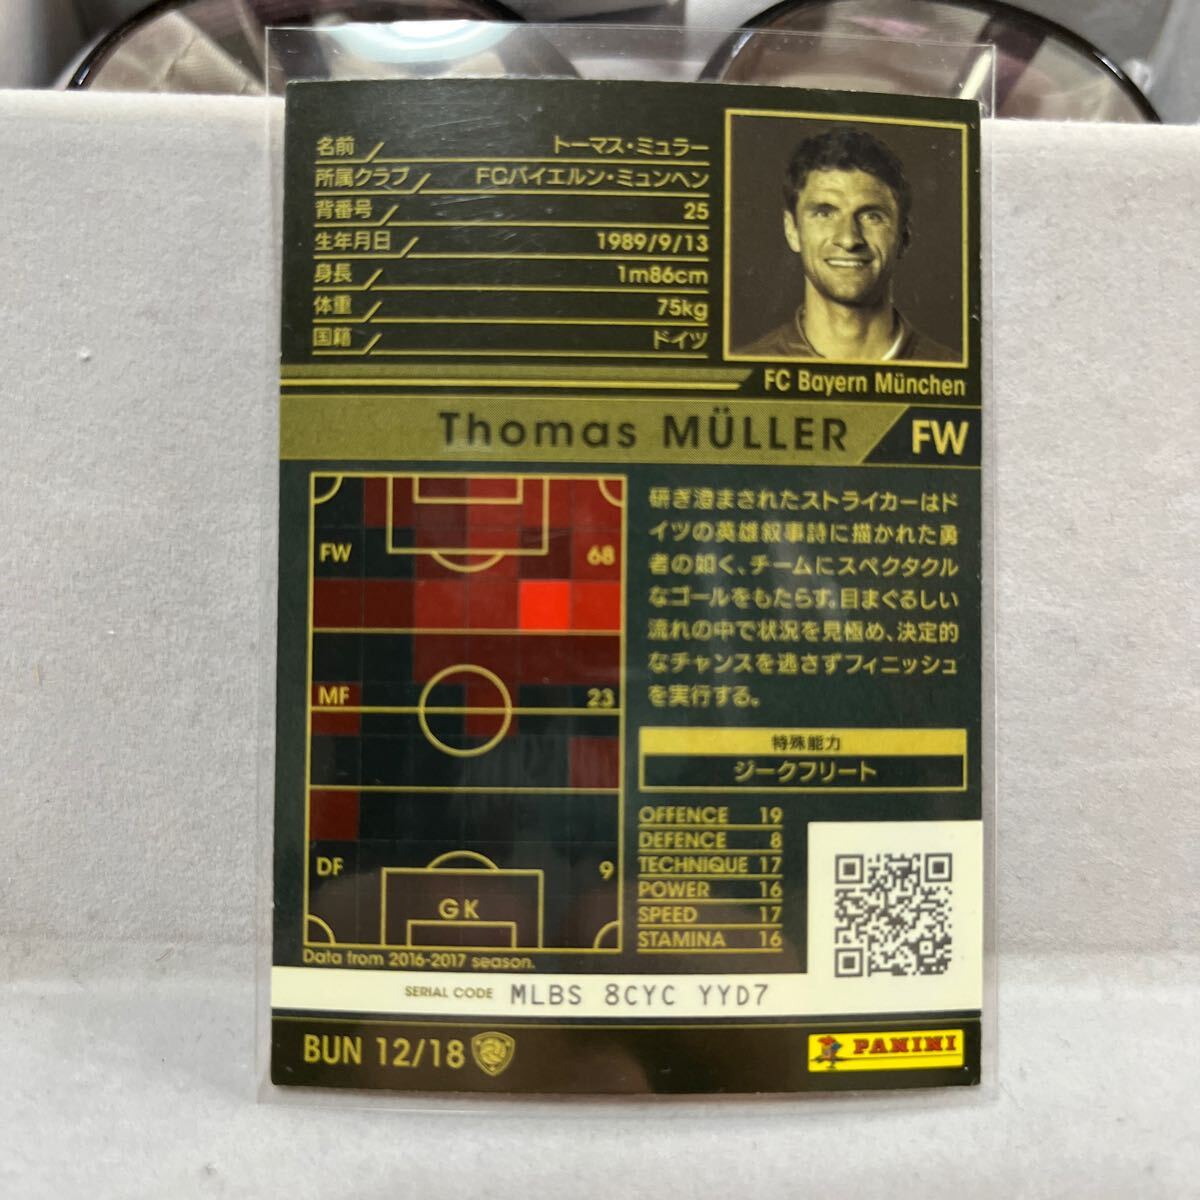 名前 トーマス・ミュラー
所属クラブ FCバイエルン・ミュンヘン
背番号 25
生年月日 1989/9/13
身長 1m86cm
体重 75kg
国籍 ドイツ
FC Bayern München
Thomas MÜLLER FW
FW 68
MF 23
DF 9
GK
Data from 2016-2017 season.
研ぎ澄まされたストライカーはド
イツの英雄叙事詩に描かれた勇
者の如く、チームにスペクタクル
なゴールをもたらす。目まぐるしい
流れの中で状況を見極め、決定的
なチャンスを逃さずフィニッシュ
を実行する。
特殊能力
ジークフリート
OFFENCE 19
DEFENCE 8
TECHNIQUE 17
POWER 16
SPEED 17
STAMINA 16
SERIAL CODE MLBS 8CYC YYD7
BUN 12/18
PANINI